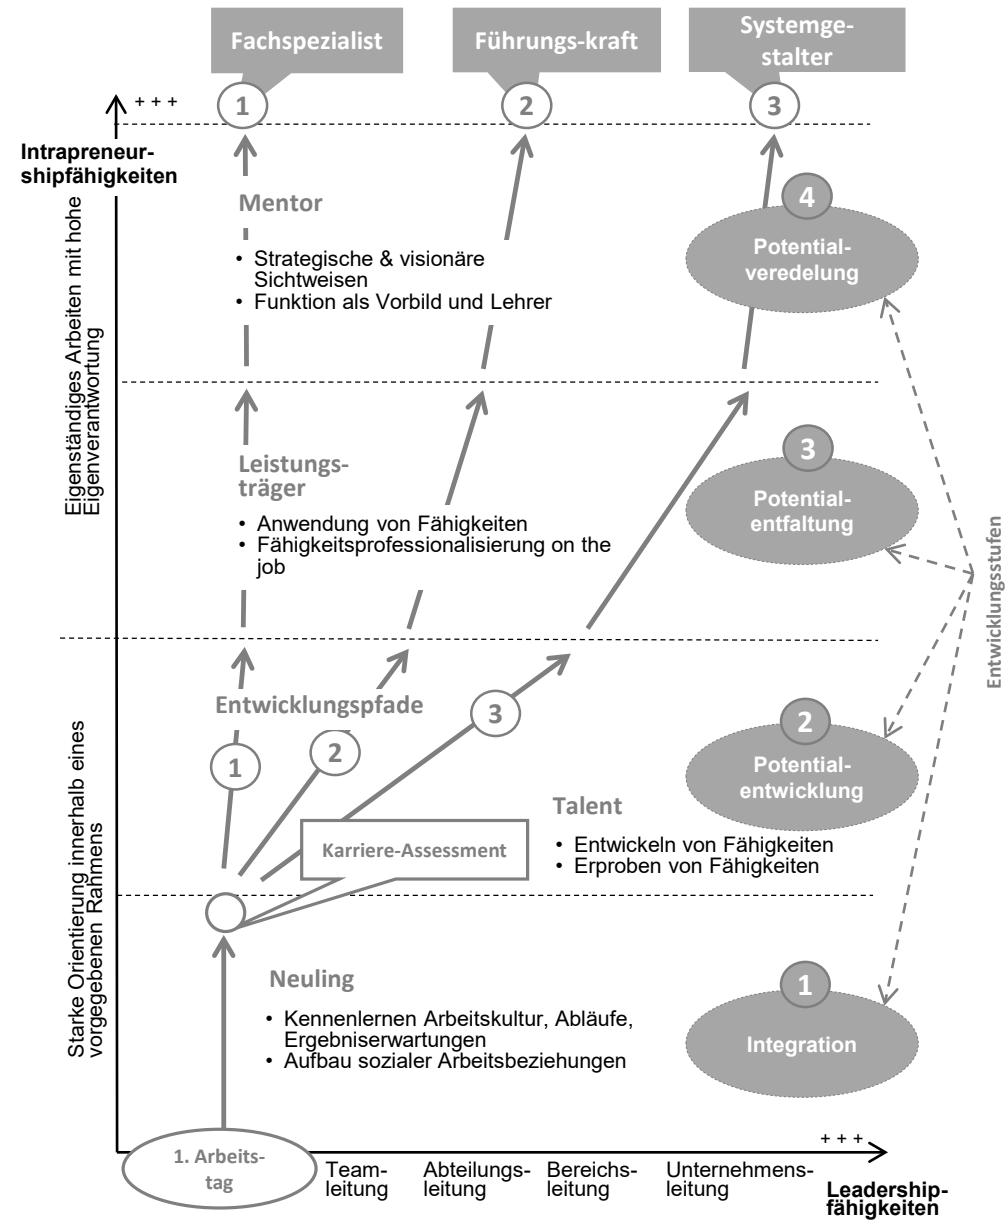 Fachspezialist
Führungs-kraft
Systemge-
stalter
1
2
3
+ + +
Intrapreneur-
shipfähigkeiten
Eigenständiges Arbeiten mit hohe
Eigenverantwortung
Mentor
• Strategische & visionäre
Sichtweisen
• Funktion als Vorbild und Lehrer
4
Potential-
veredelung
Leistungs-
träger
• Anwendung von Fähigkeiten
• Fähigkeitsprofessionalisierung on the
job
3
Potential-
entfaltung
Entwicklungsstufen
Starke Orientierung innerhalb eines
vorgegebenen Rahmens
Entwicklungspfade
1
2
3
2
Potential-
entwicklung
Talent
• Entwickeln von Fähigkeiten
• Erproben von Fähigkeiten
Karriere-Assessment
Neuling
• Kennenlernen Arbeitskultur, Abläufe,
Ergebniserwartungen
• Aufbau sozialer Arbeitsbeziehungen
1
Integration
1. Arbeits-
tag
Team-
leitung
Abteilungs-
leitung
Bereichs-
leitung
Unternehmens-
leitung
+ + +
Leadership-
fähigkeiten